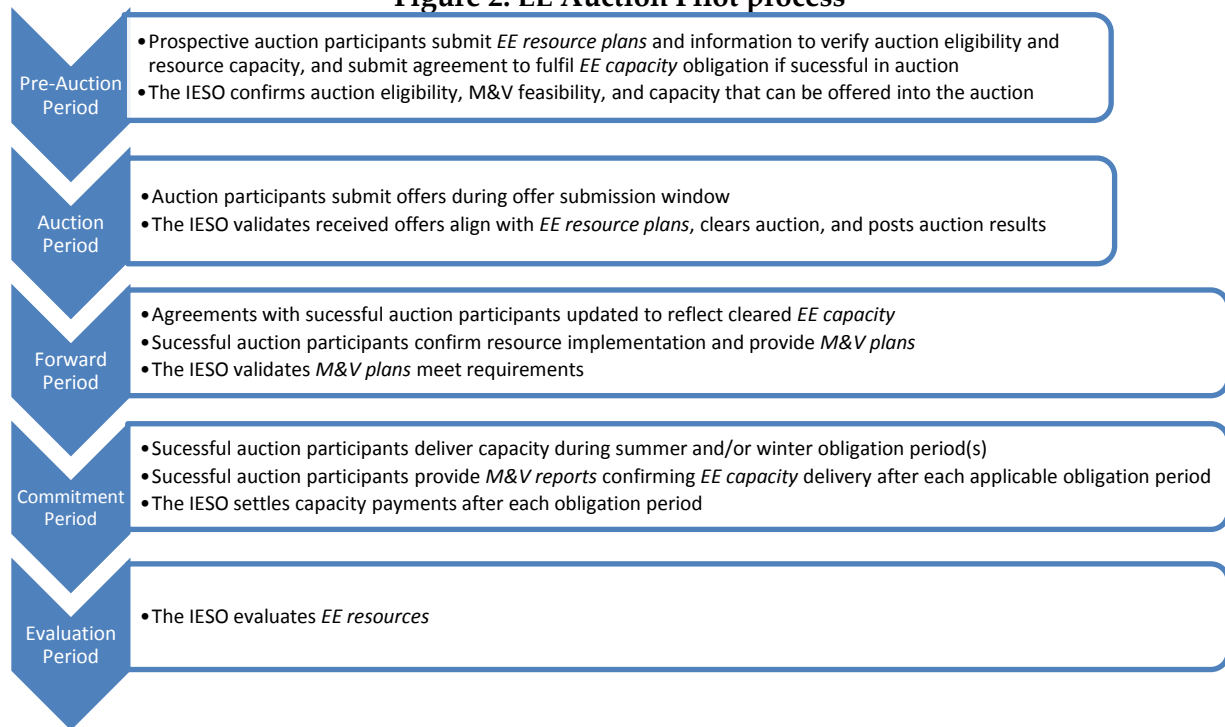 Figure 2. EE Auction Pilot process
Pre-Auction
Period
•Prospective auction participants submit EE resource plans and information to verify auction eligibility and
resource capacity, and submit agreement to fulfil EE capacity obligation if sucessful in auction
•The IESO confirms auction eligibility, M&V feasibility, and capacity that can be offered into the auction
Auction
Period
•Auction participants submit offers during offer submission window
•The IESO validates received offers align with EE resource plans, clears auction, and posts auction results
Forward
Period
•Agreements with sucessful auction participants updated to reflect cleared EE capacity
•Sucessful auction participants confirm resource implementation and provide M&V plans
•The IESO validates M&V plans meet requirements
Commitment
Period
•Sucessful auction participants deliver capacity during summer and/or winter obligation period(s)
•Sucessful auction participants provide M&V reports confirming EE capacity delivery after each applicable obligation period
•The IESO settles capacity payments after each obligation period
Evaluation
Period
•The IESO evaluates EE resources